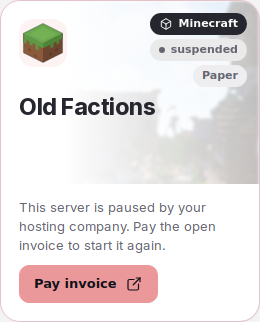 Minecraft
suspended
Paper
Old Factions
This server is paused by your
hosting company. Pay the open
invoice to start it again.
Pay invoice